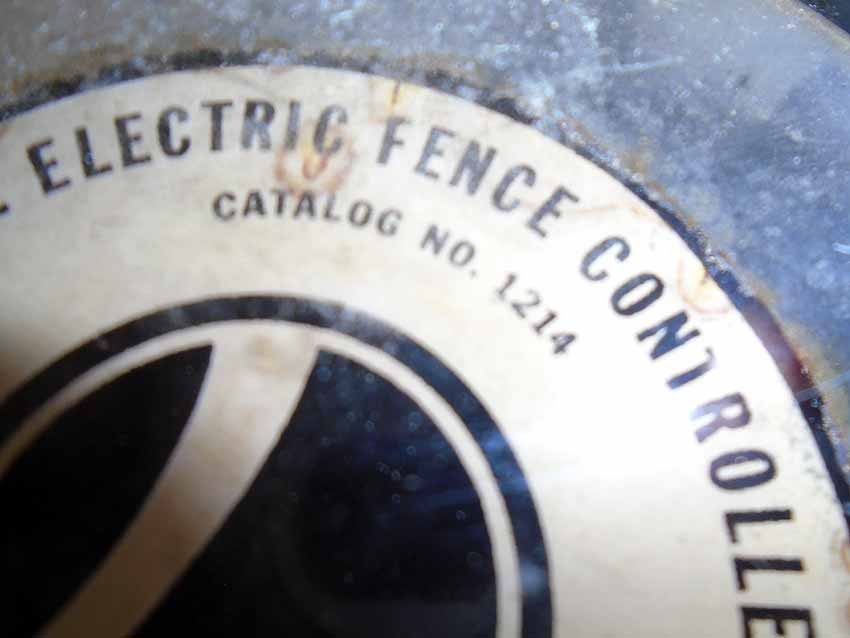 ELECTRIC FENCE CONTROLLE
CATALOG NO. 1214